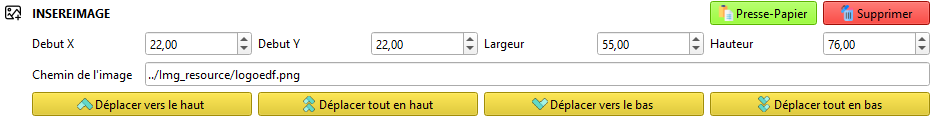 INSEREIMAGE Presse-Papier Supprimer
Debut X 22,00 Debut Y 22,00 Largeur 55,00 Hauteur 76,00
Chemin de l'image ../Img_resource/logoedf.png
Déplacer vers le haut Déplacer tout en haut Déplacer vers le bas Déplacer tout en bas